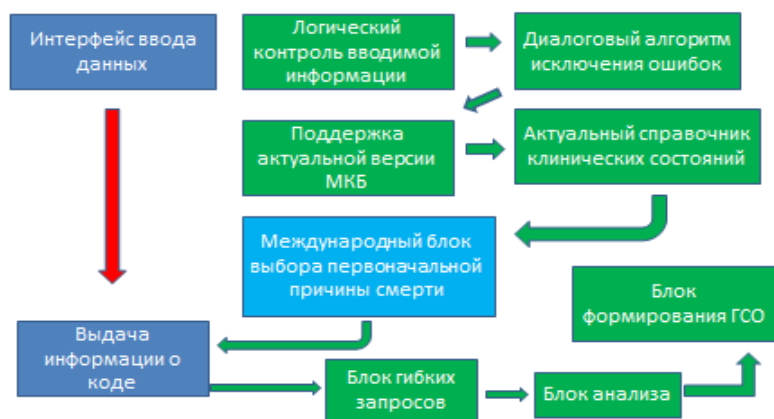 Интерфейс ввода
данных
Логический
контроль вводимой
информации
Диалоговый алгоритм
исключения ошибок
Поддержка
актуальной версии
МКБ
Актуальный справочник
клинических состояний
Международный блок
выбора первоначальной
причины смерти
Блок
формирования ГСО
Выдача
информации о
коде
Блок гибких
запросов
Блок анализа